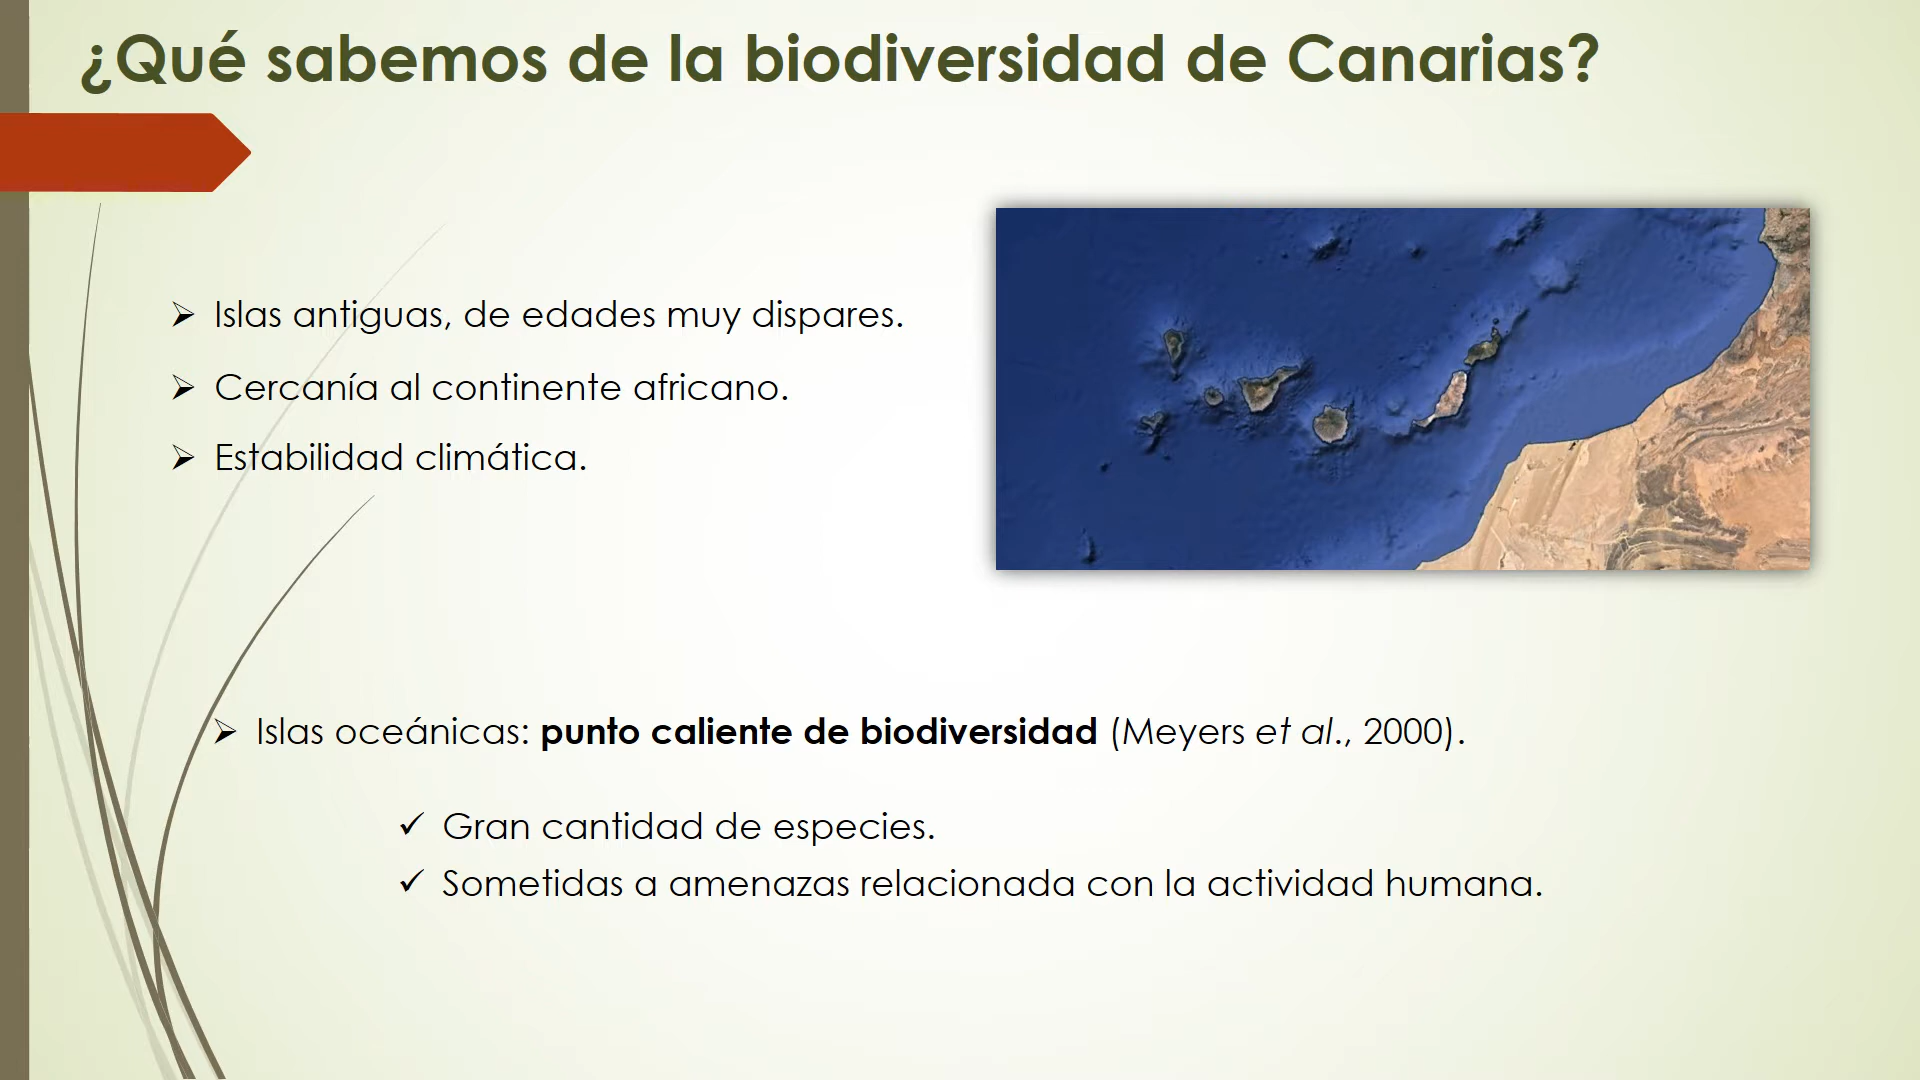 ¿Qué sabemos de la biodiversidad de Canarias?
Islas antiguas, de edades muy dispares.
Cercanía al continente africano.
Estabilidad climática.
Islas oceánicas: punto caliente de biodiversidad (Meyers et al., 2000).
Gran cantidad de especies.
Sometidas a amenazas relacionada con la actividad humana.